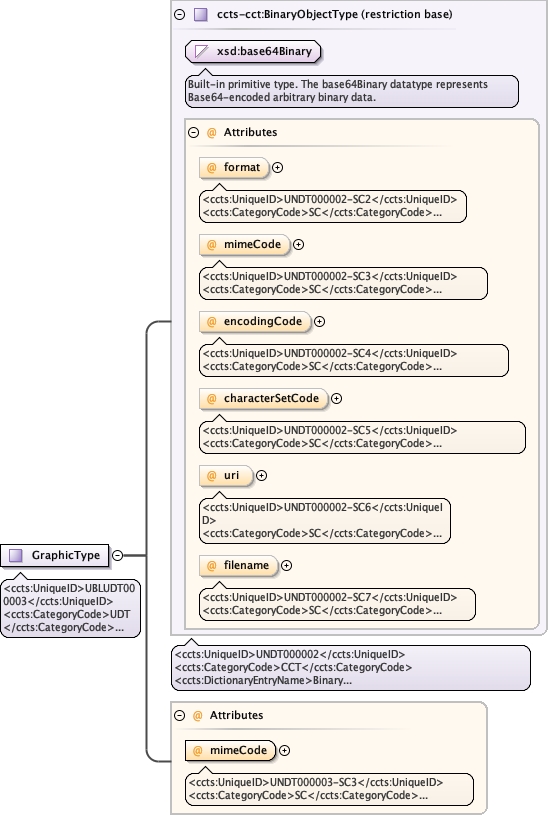 ccts-cct:BinaryObjectType (restriction base)
xsd:base64Binary
Built-in primitive type. The base64Binary datatype represents
Base64-encoded arbitrary binary data.
@ Attributes
@ format
<ccts:UniqueID>UNDT000002-SC2</ccts:UniqueID>
<ccts:CategoryCode>SC</ccts:CategoryCode>...
@ mimeCode
<ccts:UniqueID>UNDT000002-SC3</ccts:UniqueID>
<ccts:CategoryCode>SC</ccts:CategoryCode>...
@ encodingCode
<ccts:UniqueID>UNDT000002-SC4</ccts:UniqueID>
<ccts:CategoryCode>SC</ccts:CategoryCode>...
@ characterSetCode
<ccts:UniqueID>UNDT000002-SC5</ccts:UniqueID>
<ccts:CategoryCode>SC</ccts:CategoryCode>...
@ uri
<ccts:UniqueID>UNDT000002-SC6</ccts:UniqueI
D>
<ccts:CategoryCode>SC</ccts:CategoryCode>...
@ filename
<ccts:UniqueID>UNDT000002-SC7</ccts:UniqueID>
<ccts:CategoryCode>SC</ccts:CategoryCode>...
GraphicType
<ccts:UniqueID>UBLUDT00
0003</ccts:UniqueID>
<ccts:CategoryCode>UDT
</ccts:CategoryCode>...
<ccts:UniqueID>UNDT000002</ccts:UniqueID>
<ccts:CategoryCode>CCT</ccts:CategoryCode>
<ccts:DictionaryEntryName>Binary...
@ Attributes
@ mimeCode
<ccts:UniqueID>UNDT000003-SC3</ccts:UniqueID>
<ccts:CategoryCode>SC</ccts:CategoryCode>...